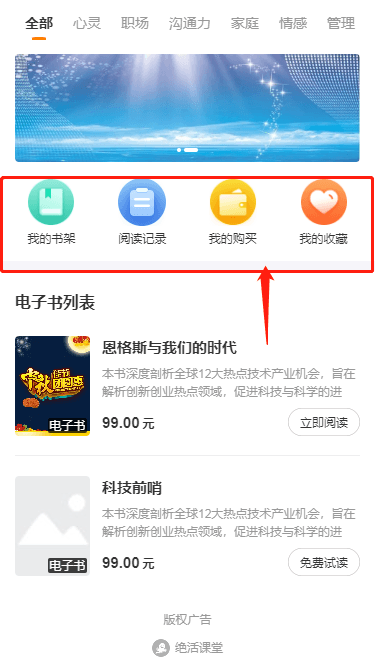 全部 心灵 职场 沟通力 家庭 情感 管理
我的书架 阅读记录 我的购买 我的收藏
电子书列表
恩格斯与我们的时代
本书深度剖析全球12大热点技术产业机会，旨在
解析创新创业热点领域，促进科技与科学的进
中秋
团圆惠
电子书
99.00 元
立即阅读
科技前哨
本书深度剖析全球12大热点技术产业机会，旨在
解析创新创业热点领域，促进科技与科学的进
电子书
99.00 元
免费试读
版权广告
绝活课堂